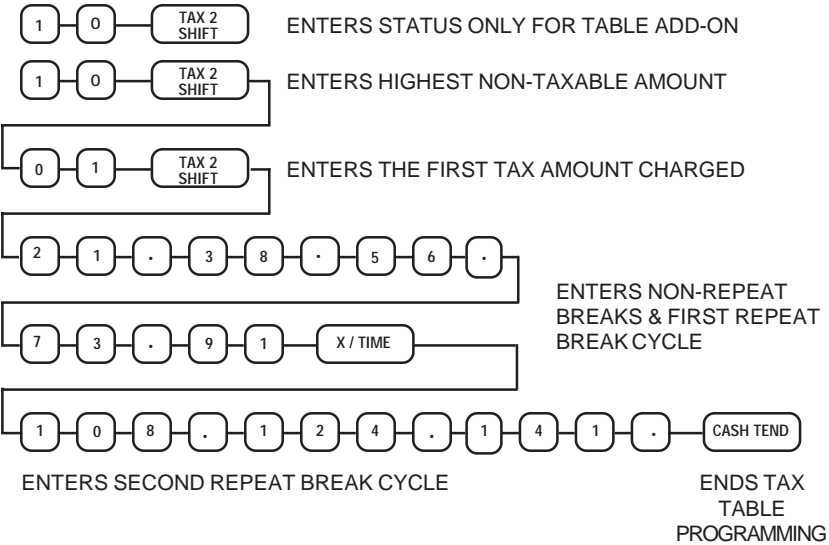 1 0 TAX 2 SHIFT ENTERS STATUS ONLY FOR TABLE ADD-ON
1 0 TAX 2 SHIFT ENTERS HIGHEST NON-TAXABLE AMOUNT
0 1 TAX 2 SHIFT ENTERS THE FIRST TAX AMOUNT CHARGED
2 1 . 3 8 . 5 6 .
ENTERS NON-REPEAT
BREAKS & FIRST REPEAT
BREAK CYCLE
7 3 . 9 1 X / TIME
1 0 8 . 1 2 4 . 1 4 1 . CASH TEND
ENTERS SECOND REPEAT BREAK CYCLE
ENDS TAX
TABLE
PROGRAMMING